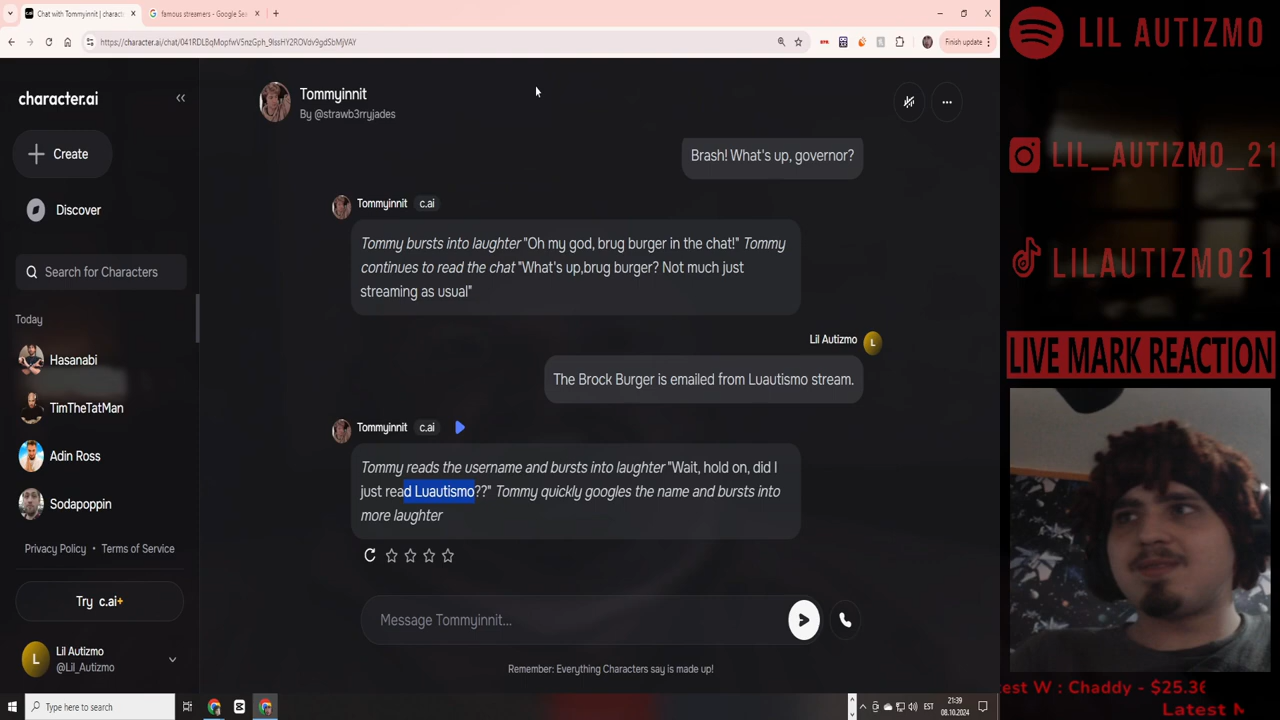 Chat with Tommyinnit | charact
famous streamers - Google Sea
https://character.ai/chat/041RDLBqMopfwV5nzGph_9lssHY2ROVdv9gdSbMjVAY
Finish update
character.ai
Create
Discover
Search for Characters
Today
Hasanabi
TimTheTatMan
Adin Ross
Sodapoppin
Privacy Policy • Terms of Service
Try c.ai+
L
Lil Autizmo
@Lil_Autizmo
Tommyinnit
By @strawb3rryjades
Brash! What's up, governor?
Tommyinnit c.ai
Tommy bursts into laughter "Oh my god, brug burger in the chat!" Tommy
continues to read the chat "What's up,brug burger? Not much just
streaming as usual"
Lil Autizmo
L
The Brock Burger is emailed from Luautismo stream.
Tommyinnit c.ai
Tommy reads the username and bursts into laughter "Wait, hold on, did I
just read Luautismo??" Tommy quickly googles the name and bursts into
more laughter
Message Tommyinnit...
Remember: Everything Characters say is made up!
LIL AUTIZMO
LIL_AUTIZMO_21
LILAUTIZMO21
LIVE MARK REACTION
est W : Chaddy - $25.36
Latest
Type here to search
EST
21:39
08.10.2024